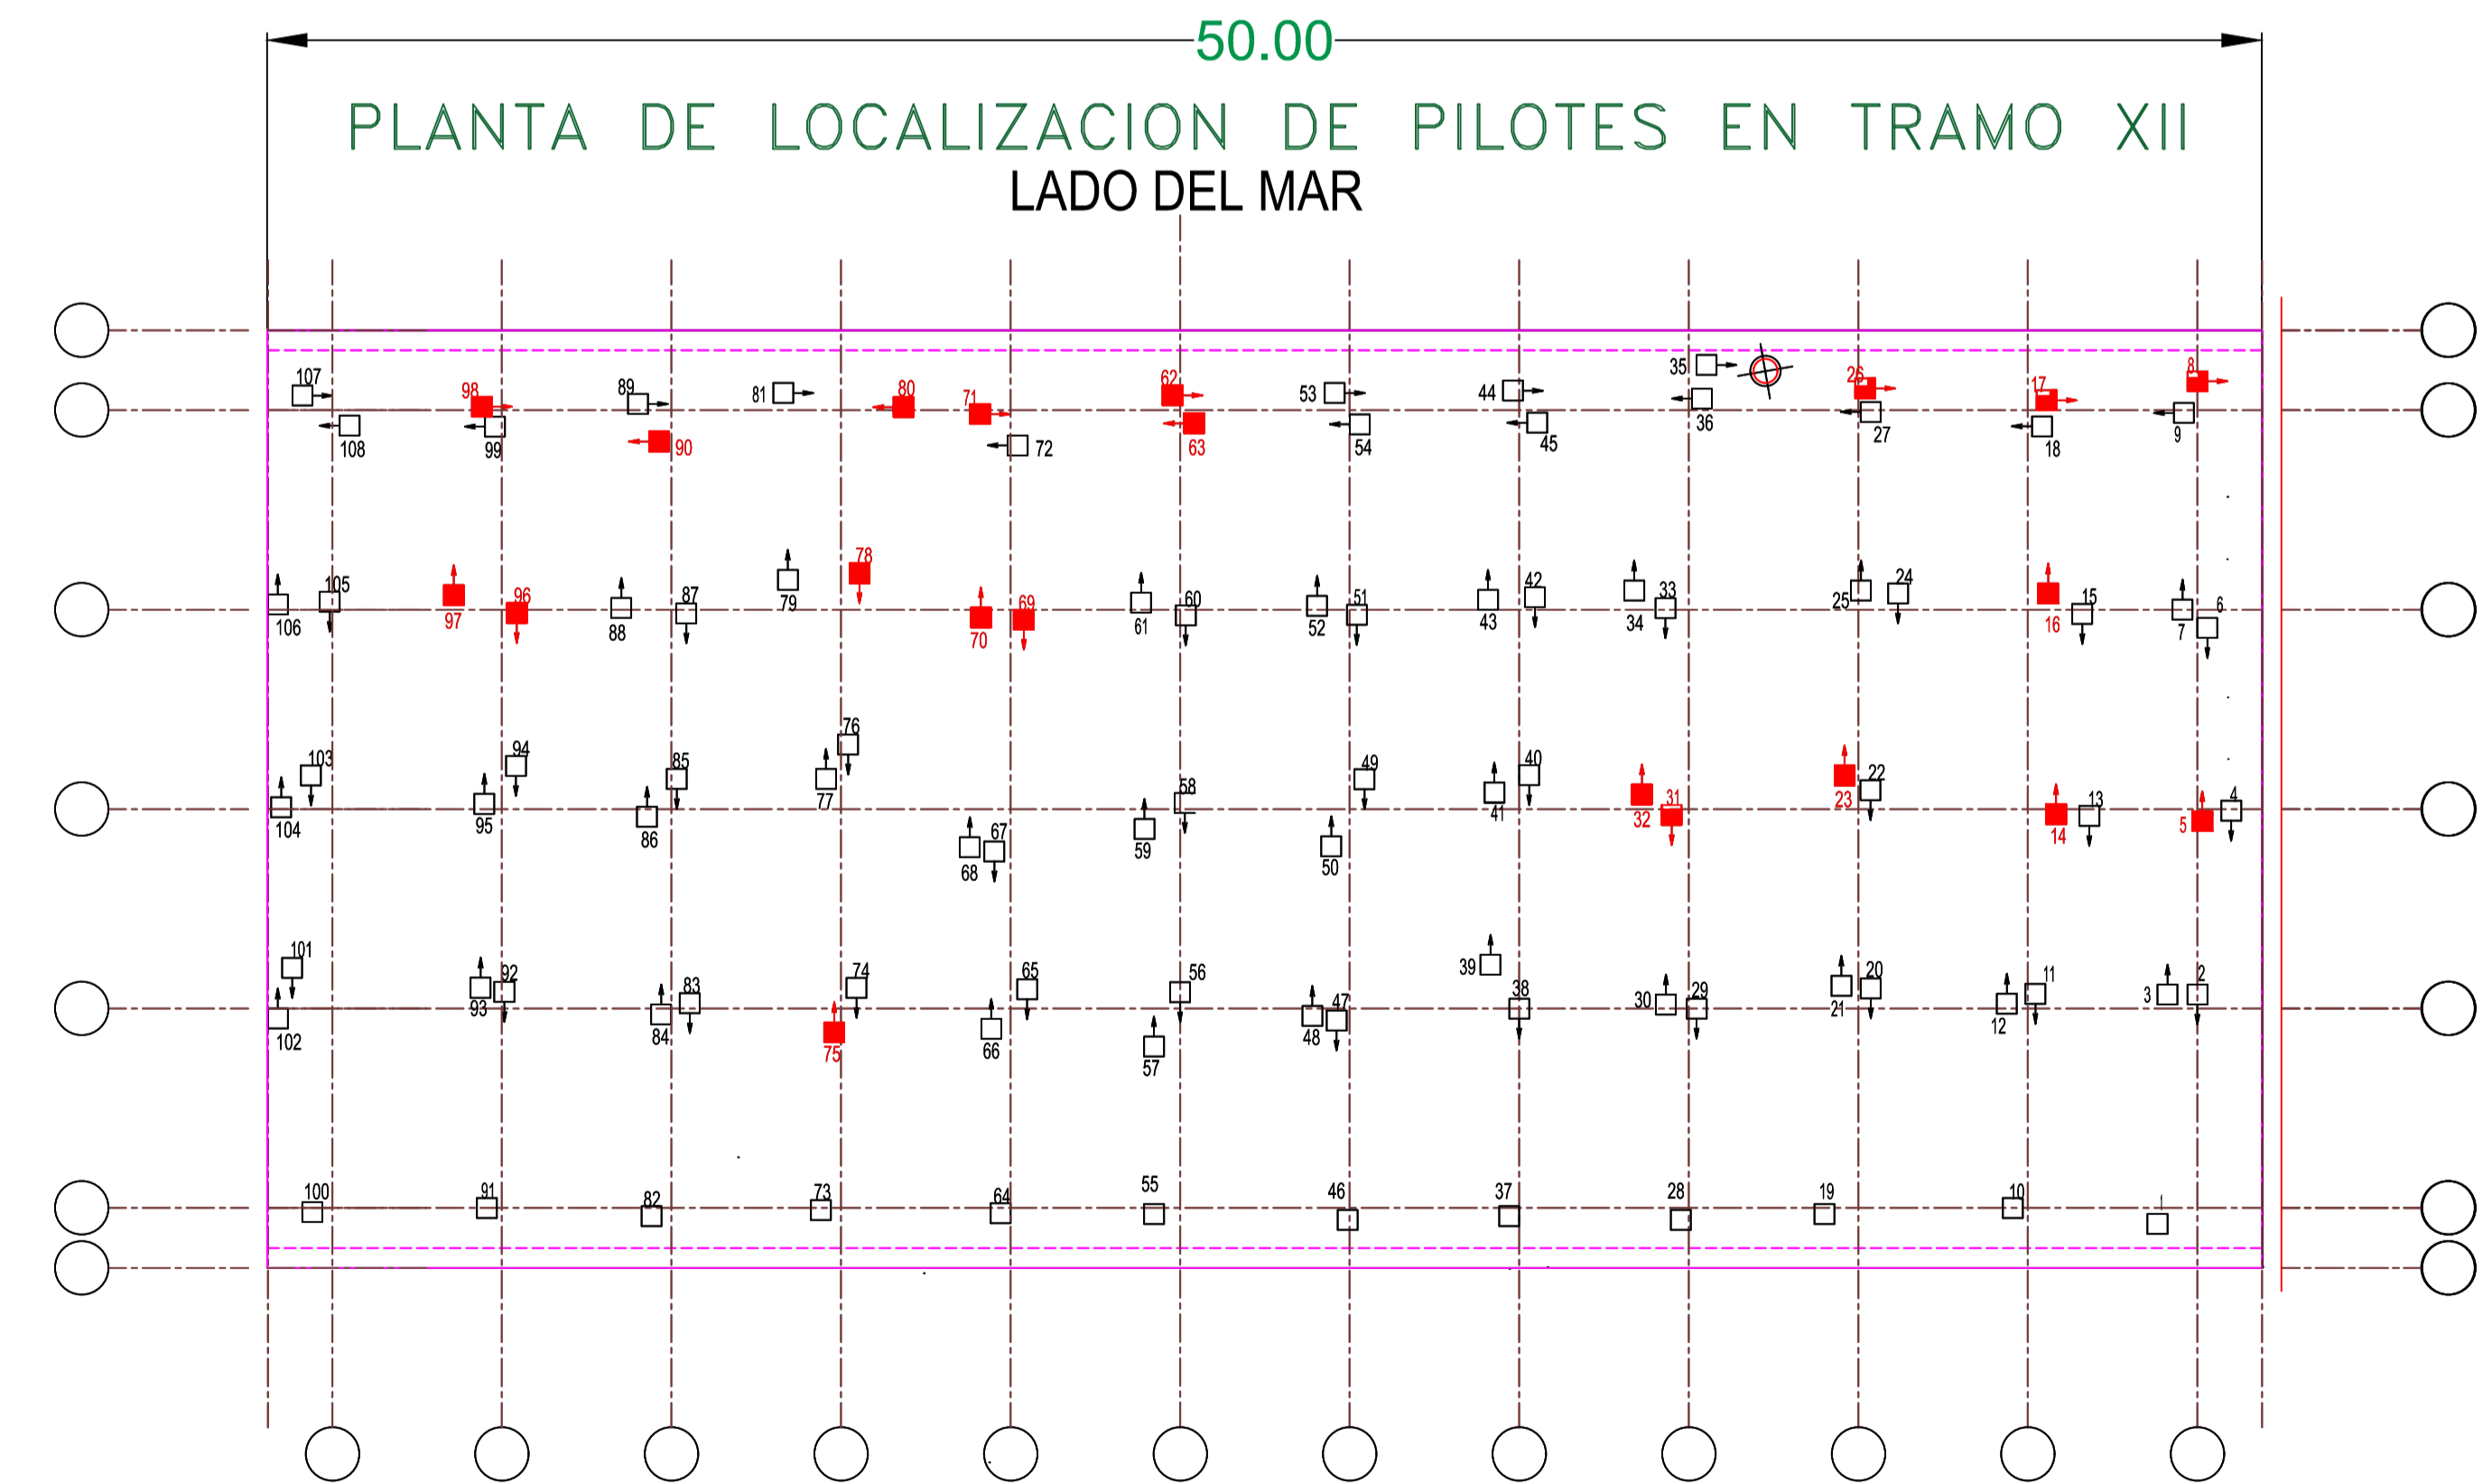 50.00
PLANTA DE LOCALIZACION DE PILOTES EN TRAMO XII
LADO DEL MAR
107 98 89 81 80 71 62 53 44 35 26 17 8
108 99 90 72 63 54 45 36 27 18 9
105 96 87 78 69 60 51 42 33 24 15 6
106 97 88 79 70 61 52 43 34 25 16 7
103 94 85 76 67 58 49 40 31 22 13 4
104 95 86 77 68 59 50 41 32 23 14 5
101 92 83 74 65 56 47 38 29 20 11 2
102 93 84 75 66 57 48 39 30 21 12 3
100 91 82 73 64 55 46 37 28 19 10 1